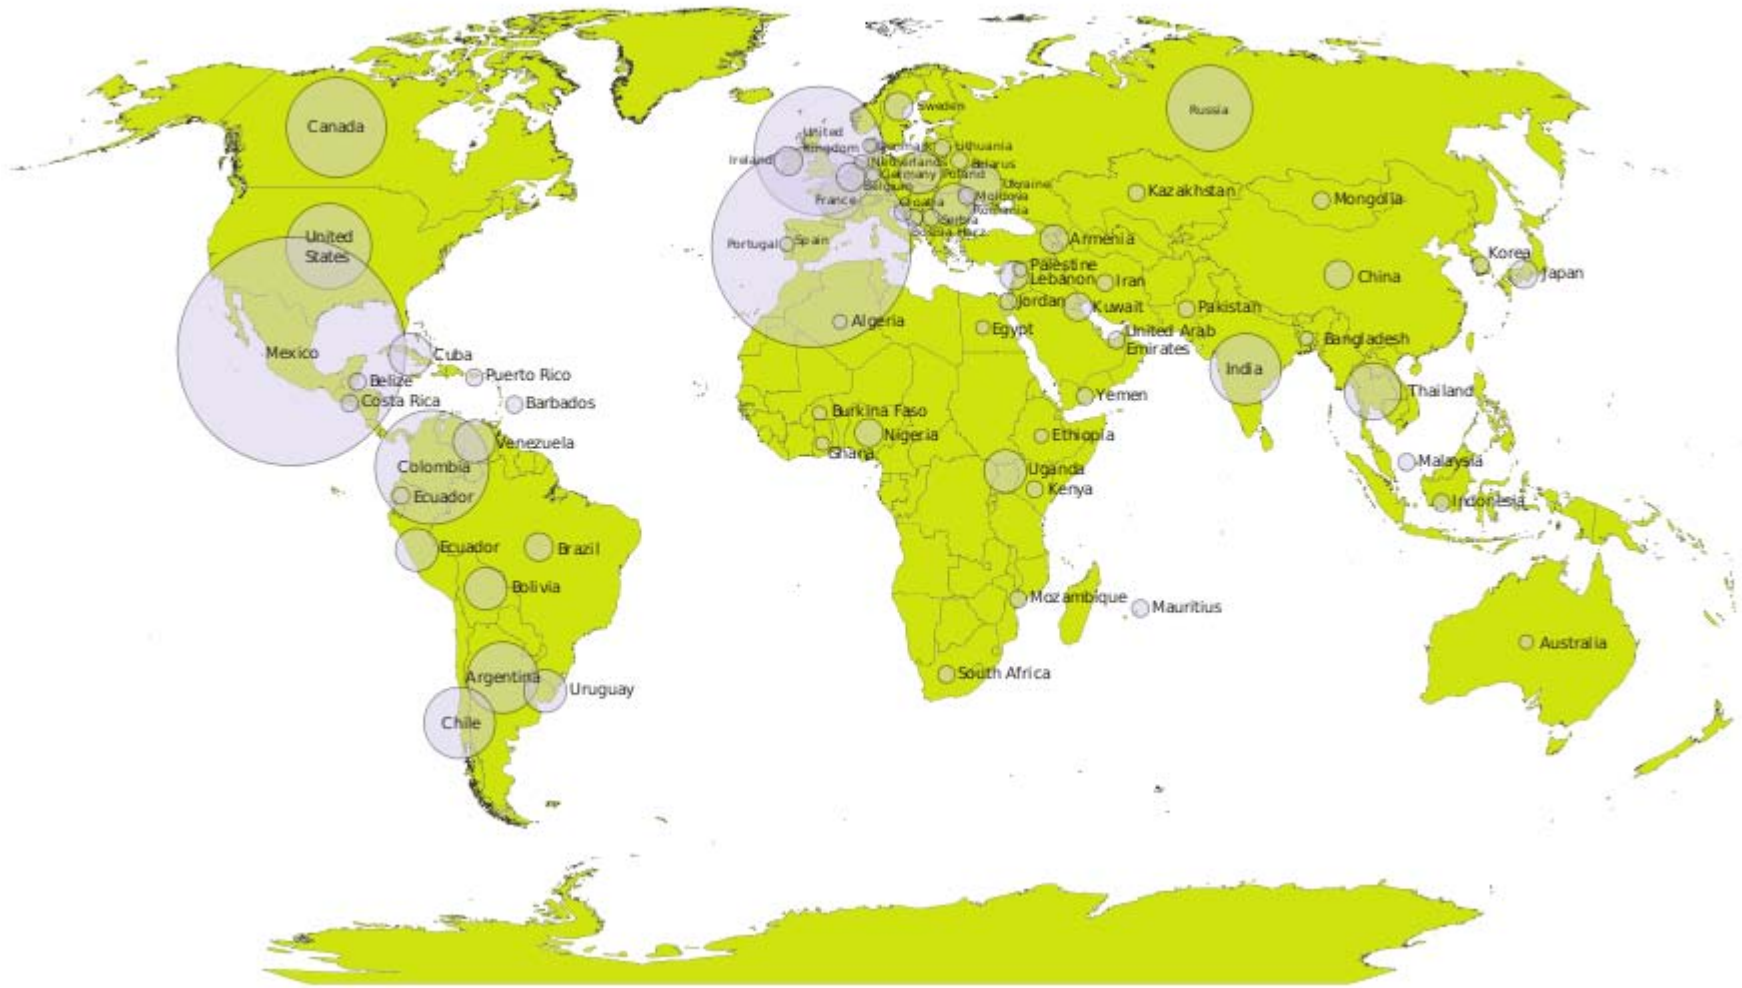 Canada
Russia
Sweden
United
Kingdom
Denmark
Lithuania
Ireland
Netherlands
Belarus
Germany
Poland
Belgium
Ukraine
France
Croatia
Moldova
Romania
Serbia
Bosnia Herz.
Portugal
Spain
Kazakhstan
Mongolia
United
States
Armenia
Korea
Japan
China
Palestine
Lebanon
Iran
Jordan
Kuwait
Pakistan
Algeria
Egypt
United Arab
Emirates
Bangladesh
Mexico
Cuba
Belize
Puerto Rico
Costa Rica
Barbados
India
Thailand
Yemen
Burkina Faso
Nigeria
Ghana
Ethiopia
Venezuela
Colombia
Uganda
Kenya
Malaysia
Indonesia
Ecuador
Ecuador
Brazil
Bolivia
Mozambique
Mauritius
Argentina
Uruguay
Chile
South Africa
Australia